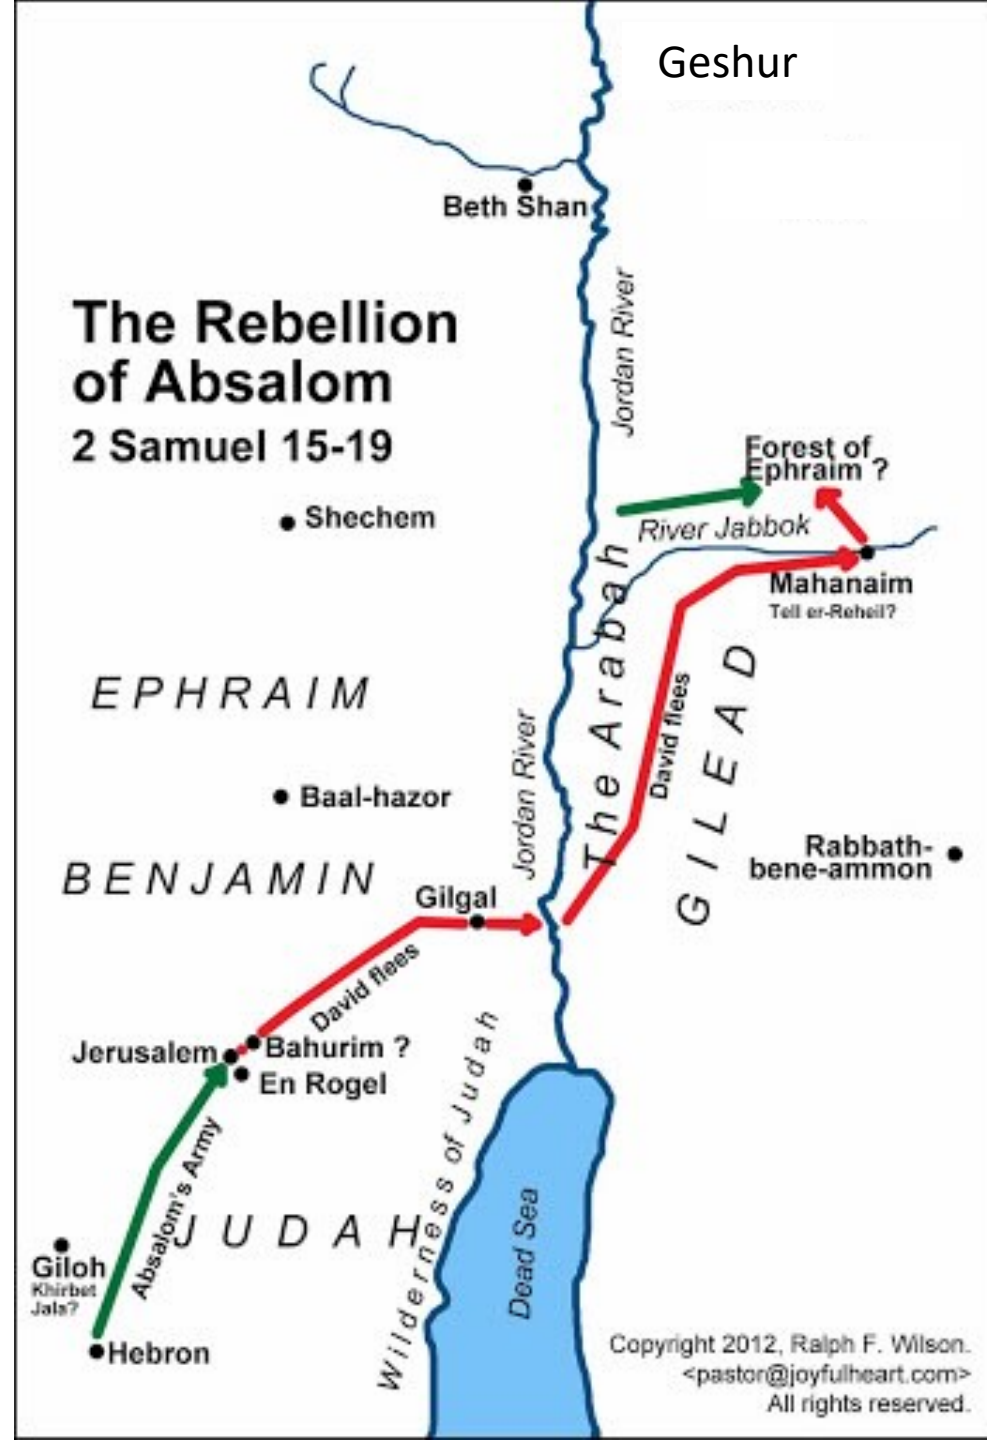 Geshur
Beth Shan
The Rebellion
of Absalom
2 Samuel 15-19
Jordan River
Forest of
Ephraim ?
Shechem
River Jabbok
Mahanaim
Tell er-Reheil?
The Arabah
EPHRAIM
David flees
GILEAD
Jordan River
Baal-hazor
Rabbath-
bene-ammon
BENJAMIN
Gilgal
David flees
Jerusalem
Bahurim ?
En Rogel
Wilderness of Judah
Absalom's Army
JUDAH
Dead Sea
Giloh
Khirbet
Jala?
Hebron
Copyright 2012, Ralph F. Wilson.
<pastor@joyfulheart.com>
All rights reserved.